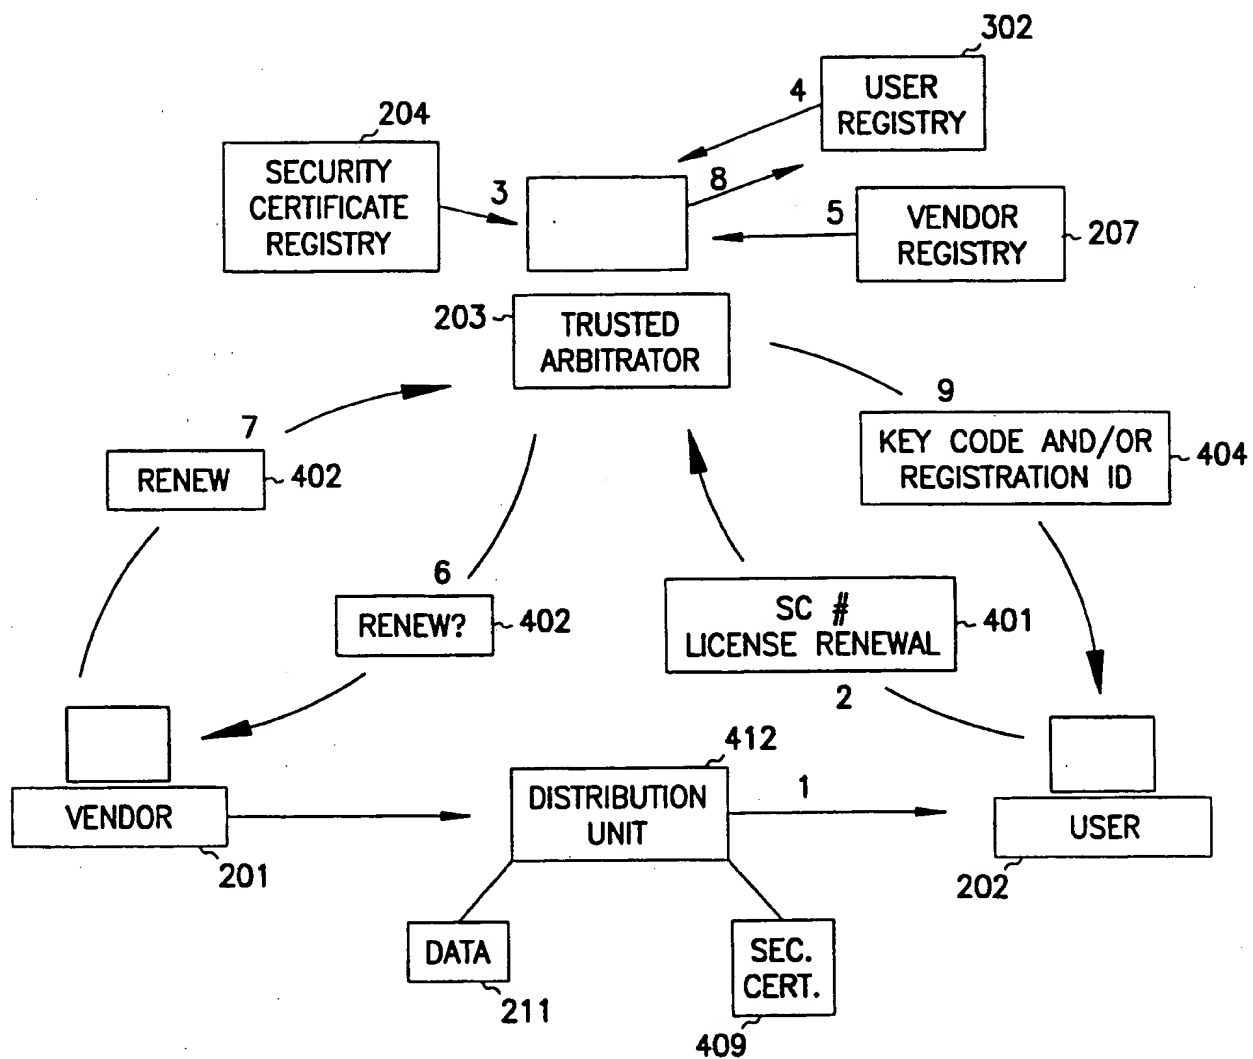 302
4
USER
REGISTRY
204
SECURITY
CERTIFICATE
REGISTRY
3
8
5
VENDOR
REGISTRY
207
203
TRUSTED
ARBITRATOR
9
7
KEY CODE AND/OR
REGISTRATION ID
404
RENEW
402
6
RENEW?
402
SC #
LICENSE RENEWAL
401
2
412
DISTRIBUTION
UNIT
1
VENDOR
201
USER
202
DATA
211
SEC.
CERT.
409